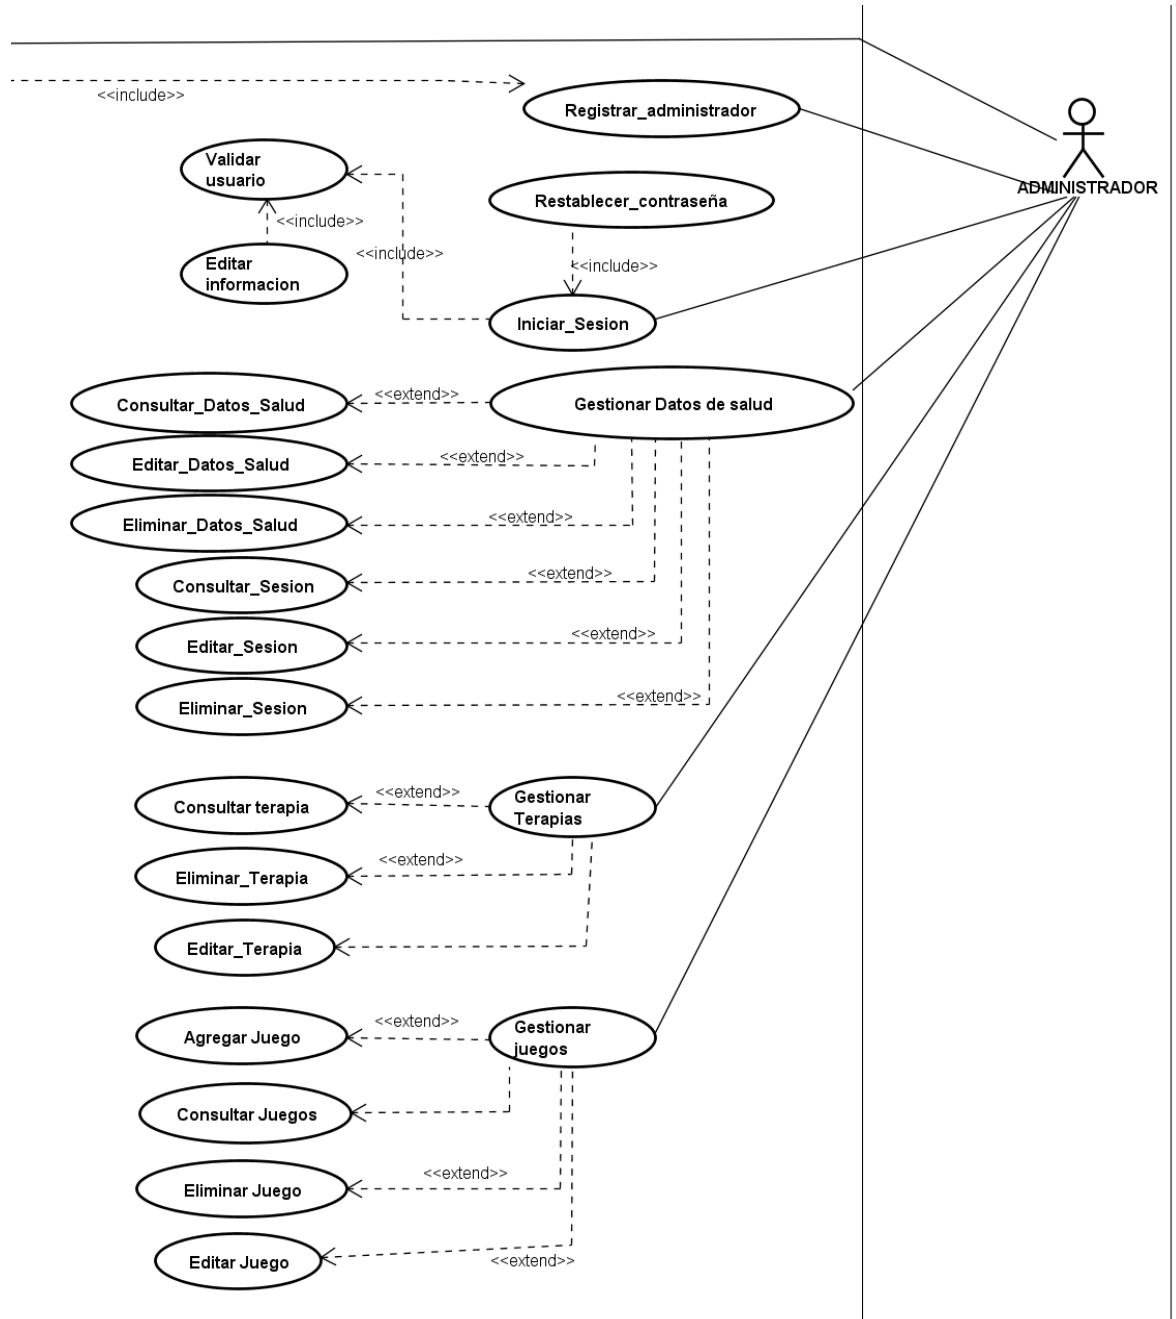 <<include>>
Registrar_administrador
ADMINISTRADOR
Validar
usuario
Restablecer_contraseña
<<include>>
<<include>>
<<include>>
Editar
informacion
Iniciar_Sesion
<<extend>>
Consultar_Datos_Salud
Gestionar Datos de salud
<<extend>>
Editar_Datos_Salud
<<extend>>
Eliminar_Datos_Salud
<<extend>>
Consultar_Sesion
<<extend>>
Editar_Sesion
<<extend>>
Eliminar_Sesion
<<extend>>
Consultar terapia
Gestionar
Terapias
<<extend>>
Eliminar_Terapia
Editar_Terapia
<<extend>>
Agregar Juego
Gestionar
juegos
Consultar Juegos
<<extend>>
Eliminar Juego
Editar Juego
<<extend>>